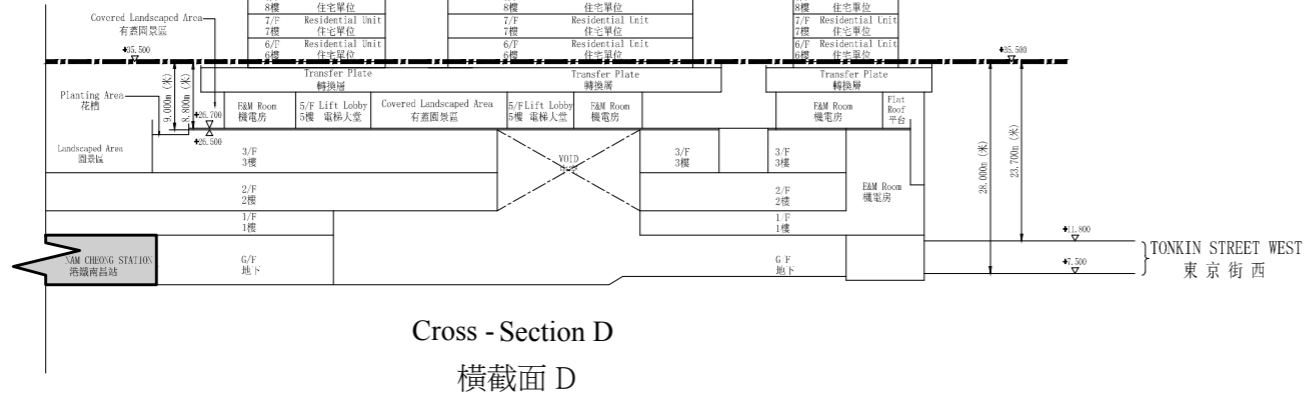 8樓 住宅單位
7/F Residential Unit
7樓 住宅單位
6/F Residential Unit
6樓 住宅單位
8樓 住宅單位
7/F Residential Unit
7樓 住宅單位
6/F Residential Unit
6樓 住宅單位
8樓 住宅單位
7/F Residential Unit
7樓 住宅單位
6/F Residential Unit
6樓 住宅單位
Covered Landscaped Area
有蓋園景區
+35.500
+35.500
Transfer Plate
轉換層
Transfer Plate
轉換層
Transfer Plate
轉換層
Planting Area
花槽
9.000m (米)
8.800m (米)
+26.700
+26.500
E&M Room
機電房
5/F Lift Lobby
5樓 電梯大堂
Covered Landscaped Area
有蓋園景區
5/F Lift Lobby
5樓 電梯大堂
E&M Room
機電房
E&M Room
機電房
Flat
Roof
平台
Landscaped Area
園景區
3/F
3樓
VOID
3/F
3樓
3/F
3樓
2/F
2樓
2/F
2樓
E&M Room
機電房
28.000m (米)
23.700m (米)
1/F
1樓
1/F
1樓
NAM CHEONG STATION
港鐵南昌站
G/F
地下
G/F
地下
+11.800
+7.500
TONKIN STREET WEST
東京街西
Cross - Section D
橫截面 D